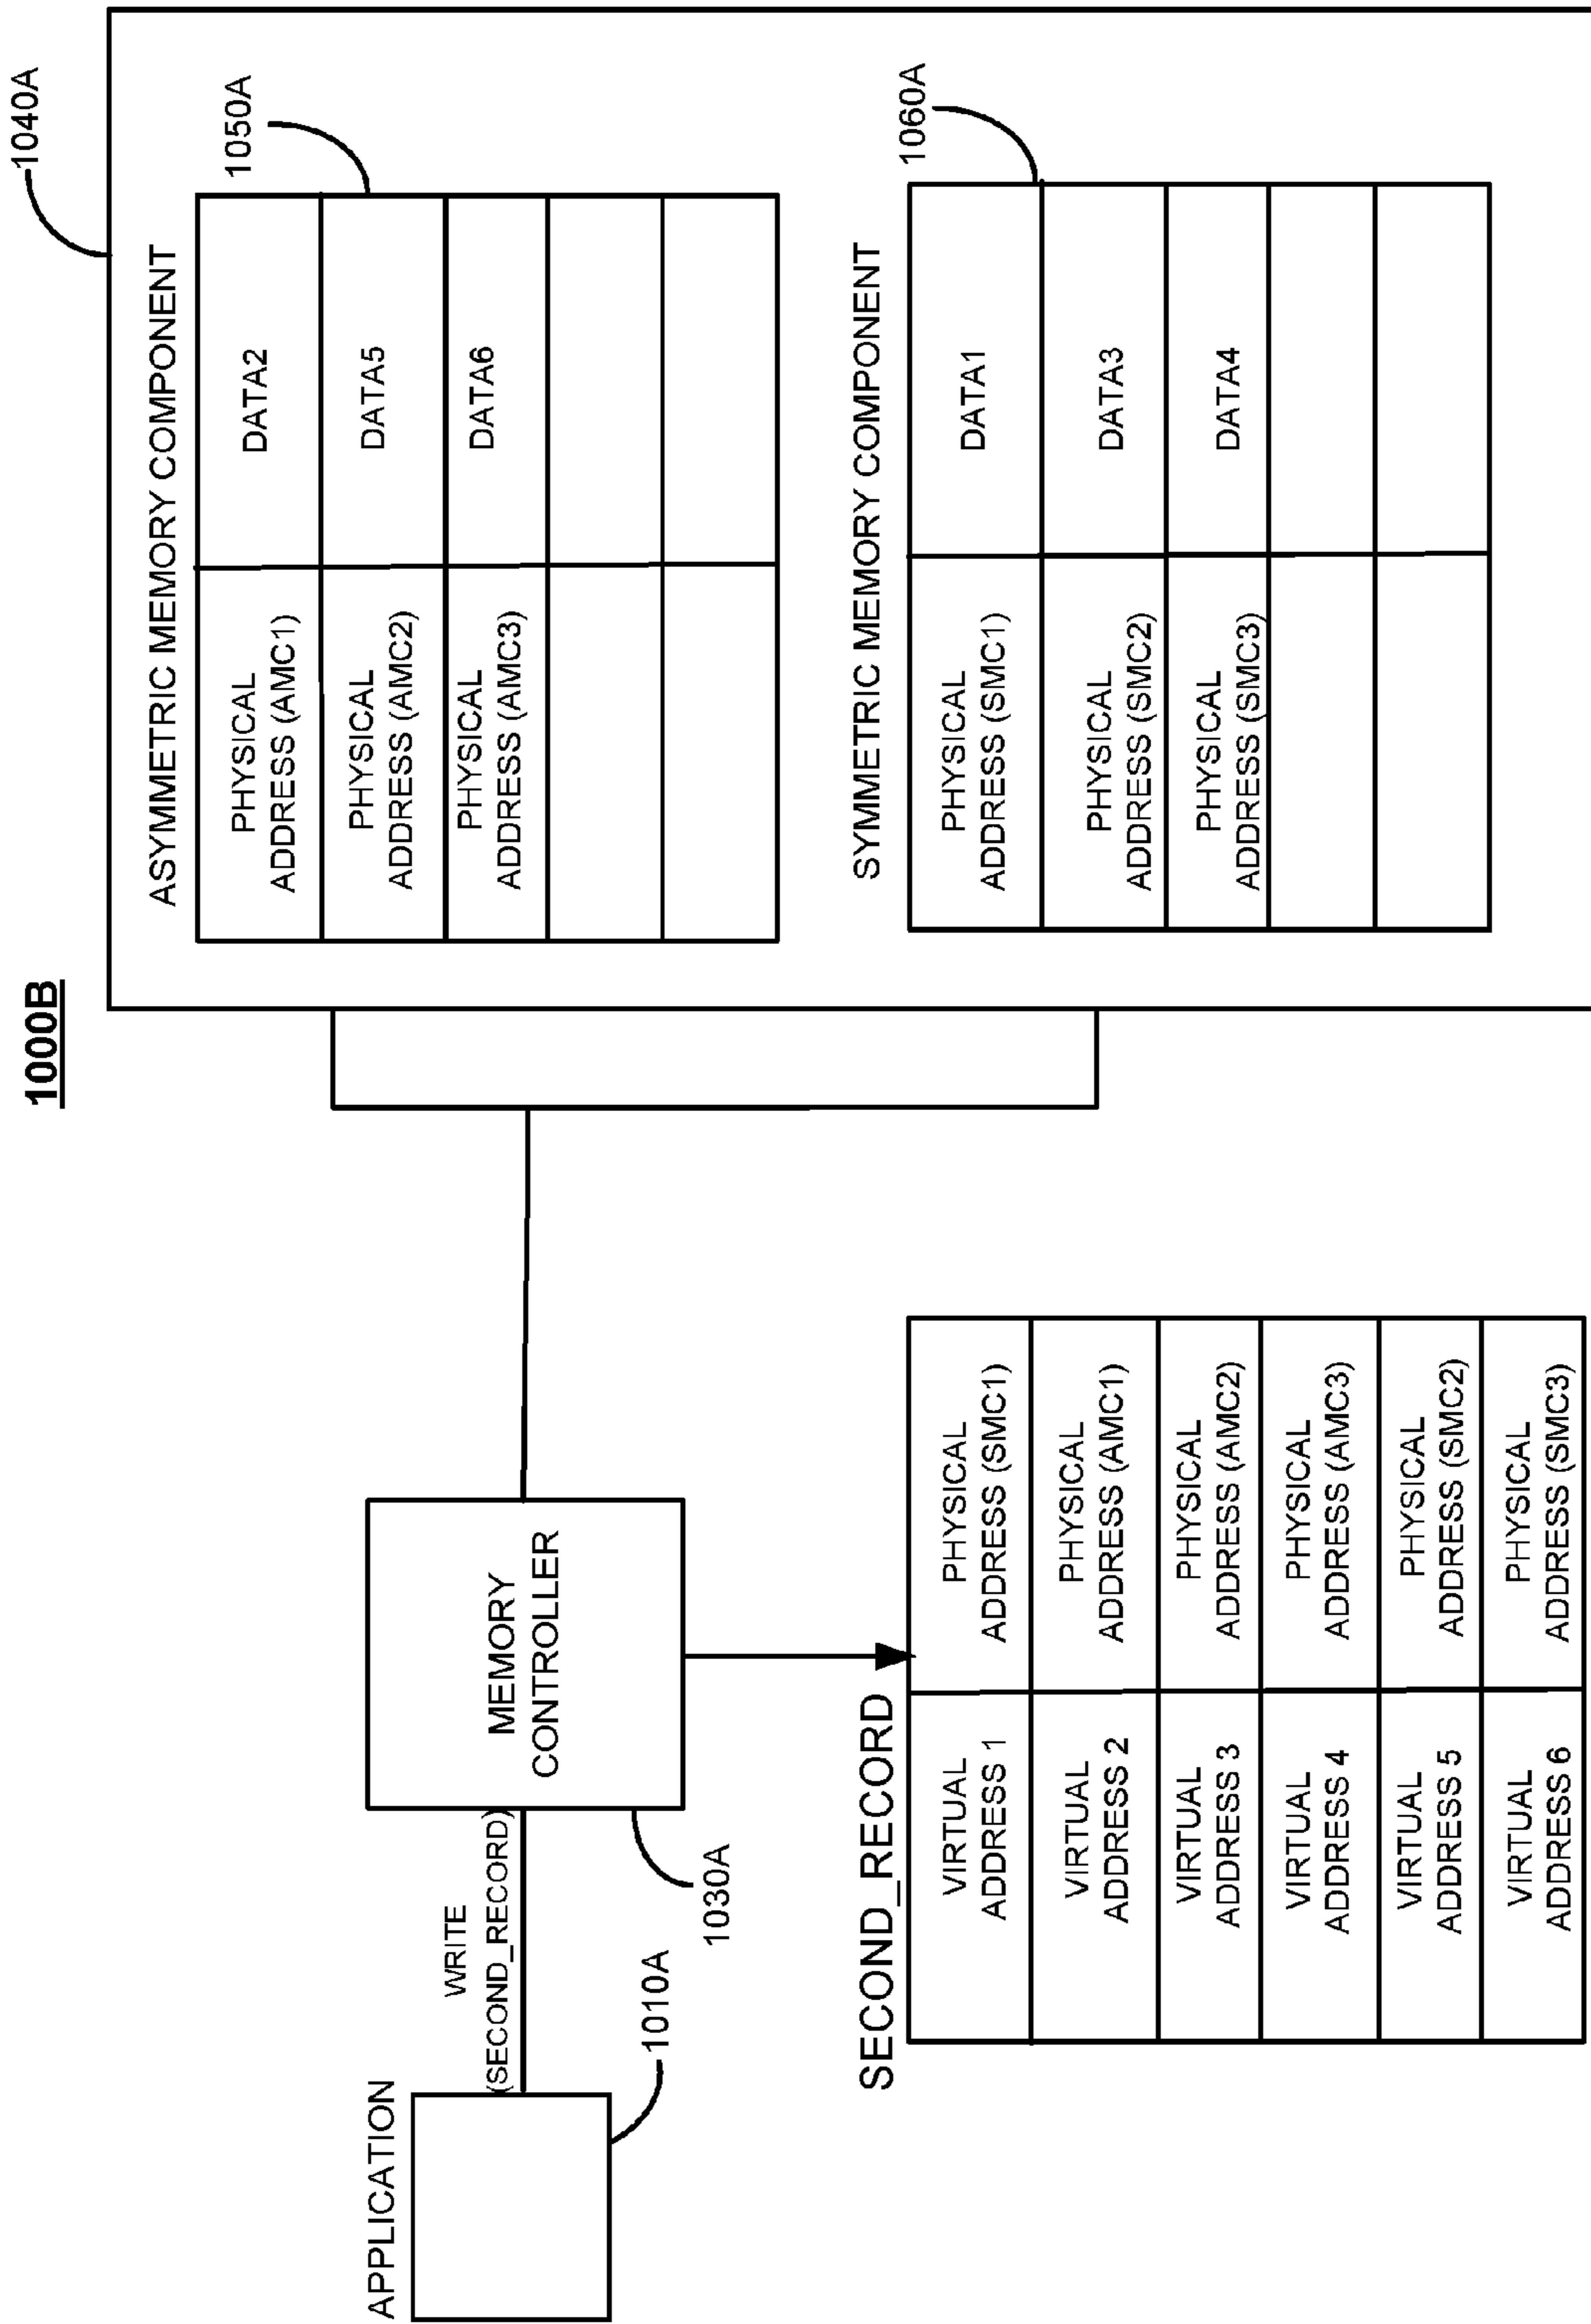 1000B
1040A
ASYMMETRIC MEMORY COMPONENT
1050A
PHYSICAL
ADDRESS (AMC1)
DATA2
PHYSICAL
ADDRESS (AMC2)
DATA5
PHYSICAL
ADDRESS (AMC3)
DATA6
SYMMETRIC MEMORY COMPONENT
1060A
PHYSICAL
ADDRESS (SMC1)
DATA1
PHYSICAL
ADDRESS (SMC2)
DATA3
PHYSICAL
ADDRESS (SMC3)
DATA4
APPLICATION
1010A
WRITE
(SECOND_RECORD)
MEMORY
CONTROLLER
1030A
SECOND_RECORD
VIRTUAL
ADDRESS 1
PHYSICAL
ADDRESS (SMC1)
VIRTUAL
ADDRESS 2
PHYSICAL
ADDRESS (AMC1)
VIRTUAL
ADDRESS 3
PHYSICAL
ADDRESS (AMC2)
VIRTUAL
ADDRESS 4
PHYSICAL
ADDRESS (AMC3)
VIRTUAL
ADDRESS 5
PHYSICAL
ADDRESS (SMC2)
VIRTUAL
ADDRESS 6
PHYSICAL
ADDRESS (SMC3)